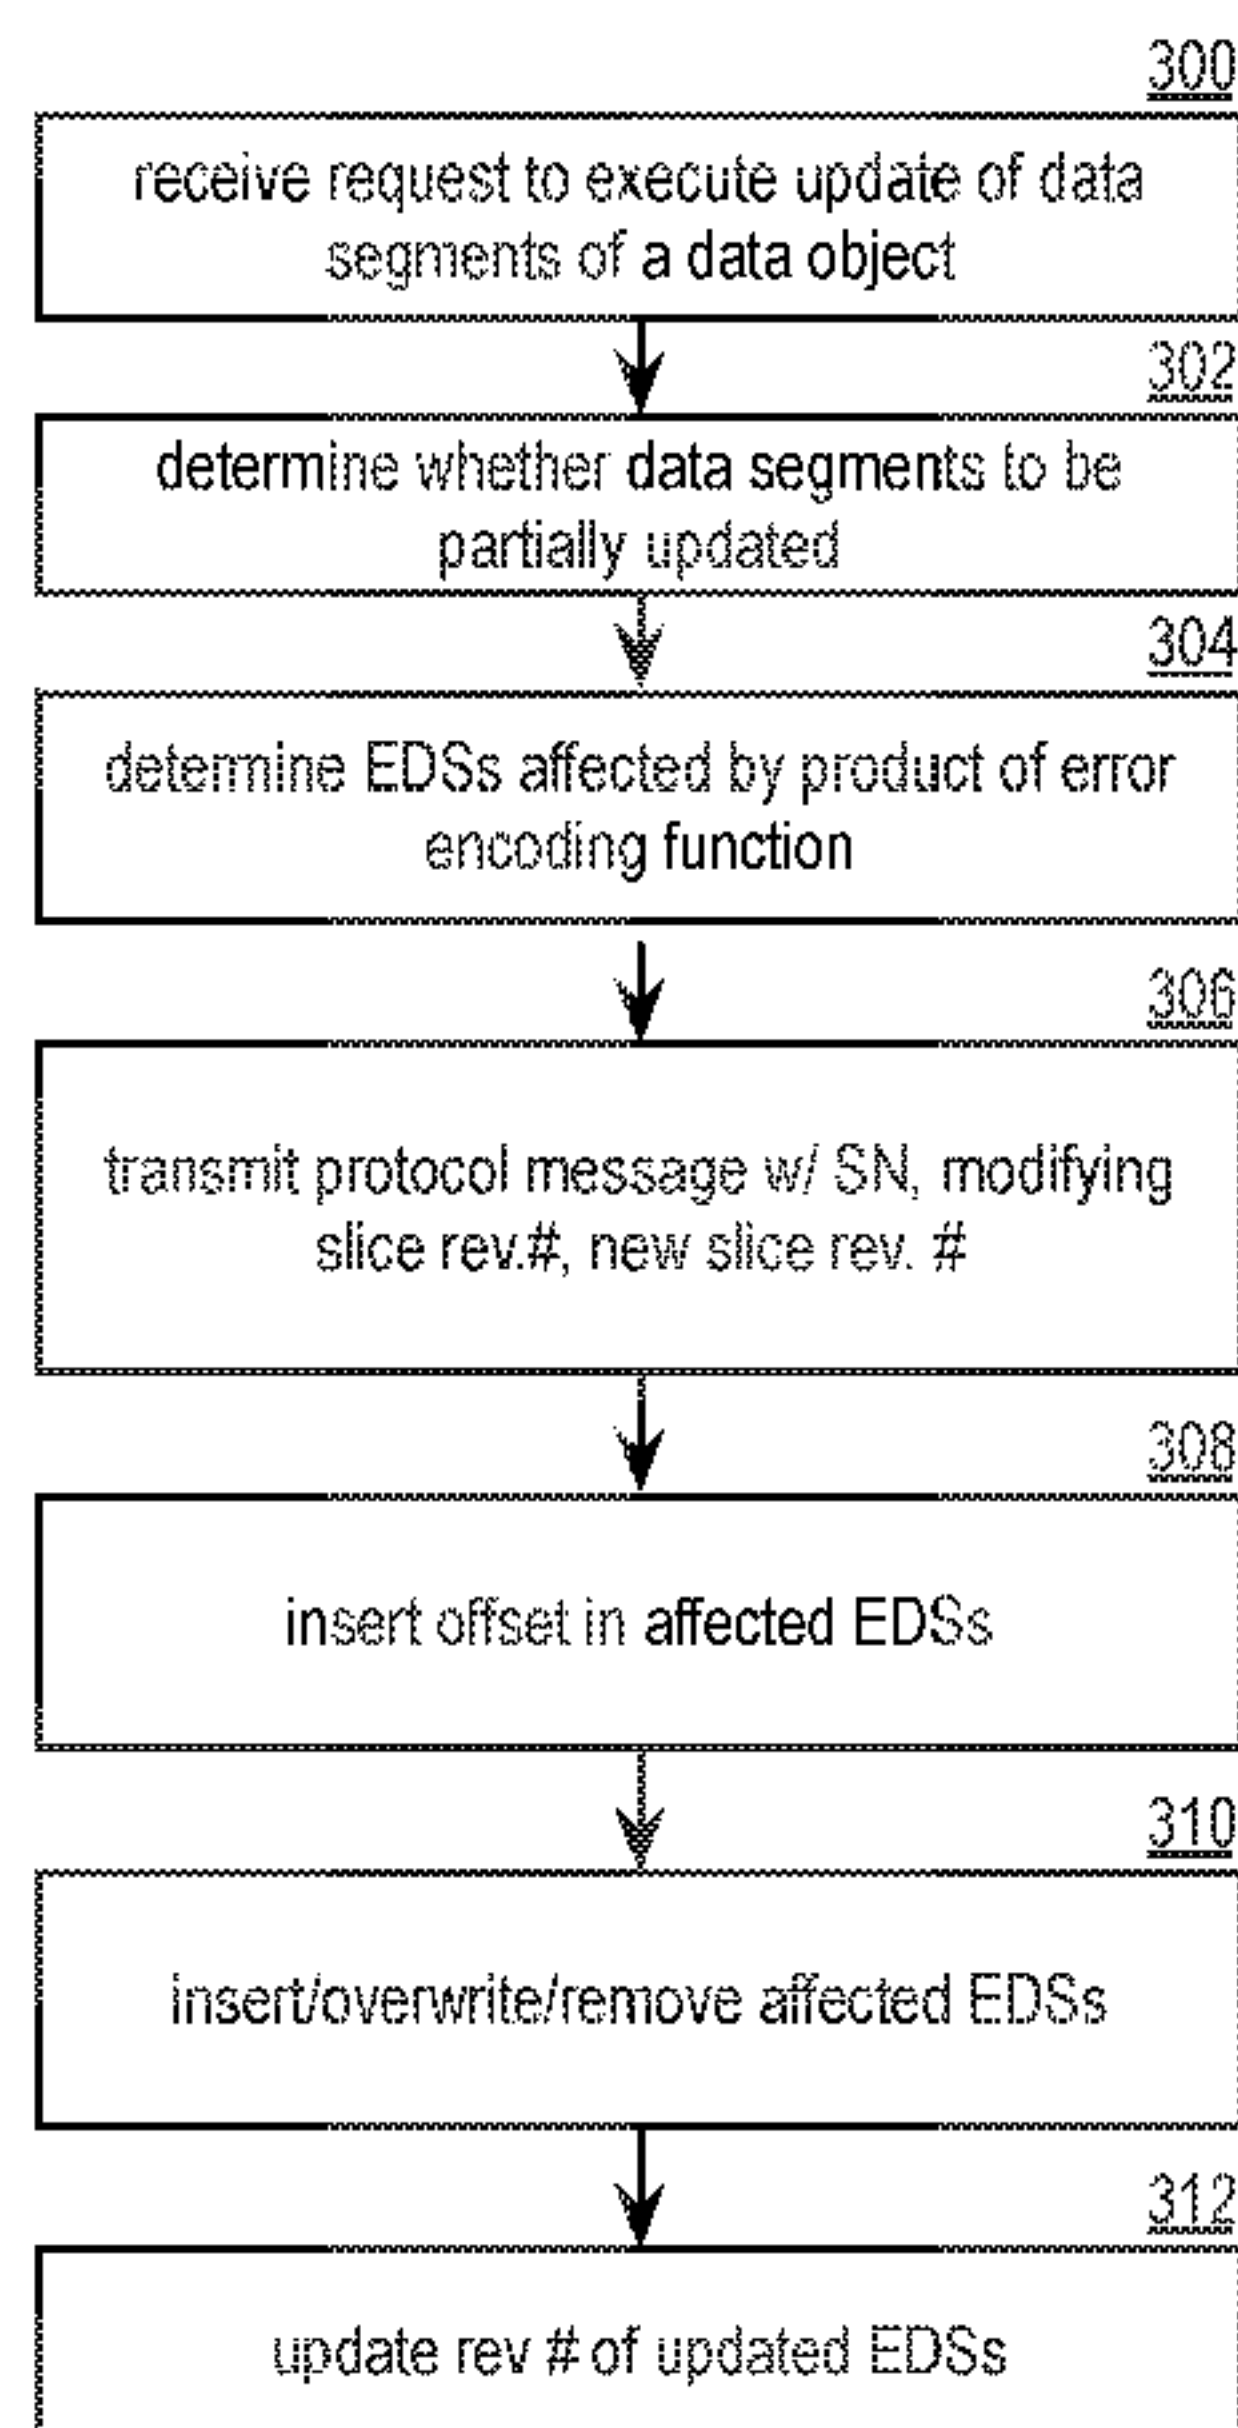 300
receive request to execute update of data
segments of a data object
302
determine whether data segments to be
partially updated
304
determine EDSs affected by product of error
encoding function
306
transmit protocol message w/ SN, modifying
slice rev.#, new slice rev. #
308
insert offset in affected EDSs
310
insert/overwrite/remove affected EDSs
312
update rev # of updated EDSs